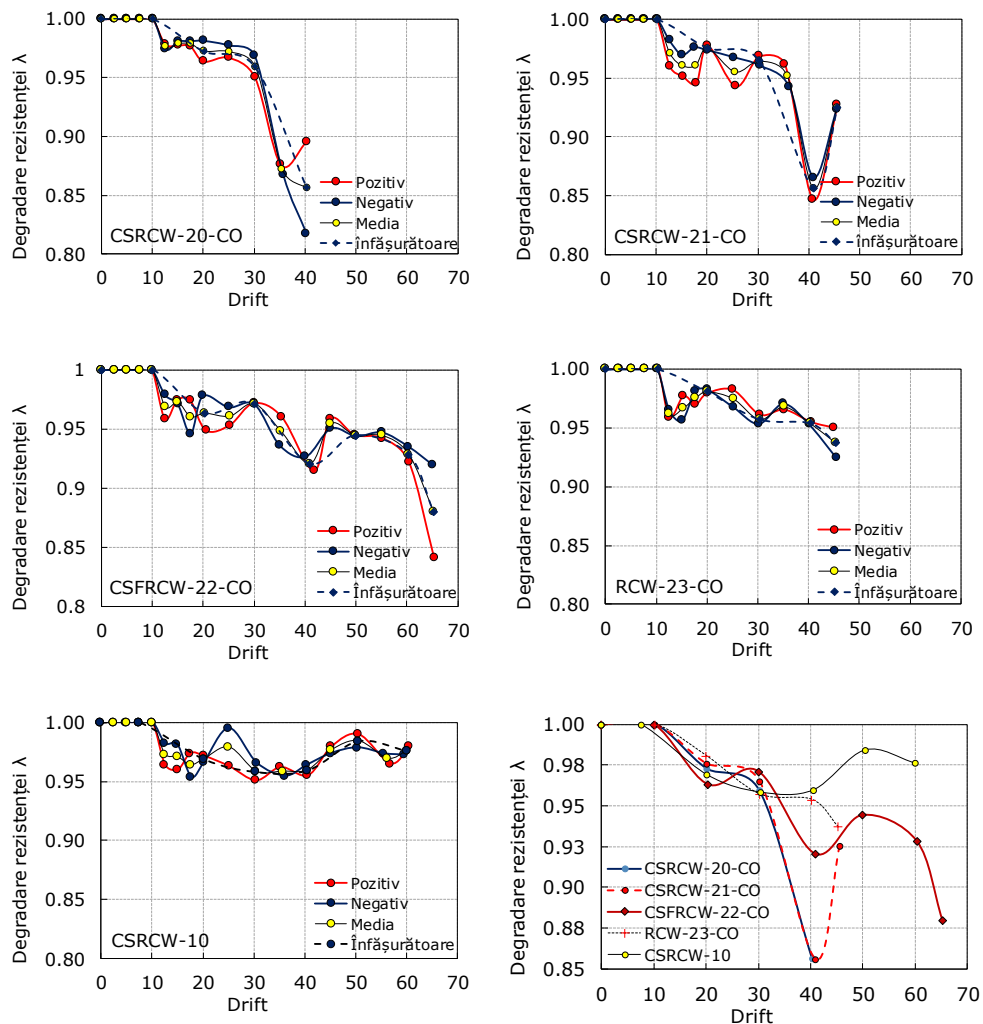 Degradare rezistenței λ
1.00
0.95
0.90
0.85
0.80
Pozitiv
Negativ
Media
Înfășurătoare
CSRCW-20-CO
0 10 20 30 40 50 60 70
Drift
Degradare rezistenței λ
1.00
0.95
0.90
0.85
0.80
Pozitiv
Negativ
Media
Înfășurătoare
CSRCW-21-CO
0 10 20 30 40 50 60 70
Drift
Degradare rezistenței λ
1
0.95
0.9
0.85
0.8
Pozitiv
Negativ
Media
Înfășurătoare
CSFRCW-22-CO
0 10 20 30 40 50 60 70
Drift
Degradare rezistenței λ
1.00
0.95
0.90
0.85
0.80
Pozitiv
Negativ
Media
Înfășurătoare
RCW-23-CO
0 10 20 30 40 50 60 70
Drift
Degradare rezistenței λ
1.00
0.95
0.90
0.85
0.80
Pozitiv
Negativ
Media
Înfășurătoare
CSRCW-10
0 10 20 30 40 50 60 70
Drift
Degradare rezistenței λ
1.00
0.98
0.95
0.93
0.90
0.88
0.85
CSRCW-20-CO
CSRCW-21-CO
CSFRCW-22-CO
RCW-23-CO
CSRCW-10
0 10 20 30 40 50 60 70
Drift